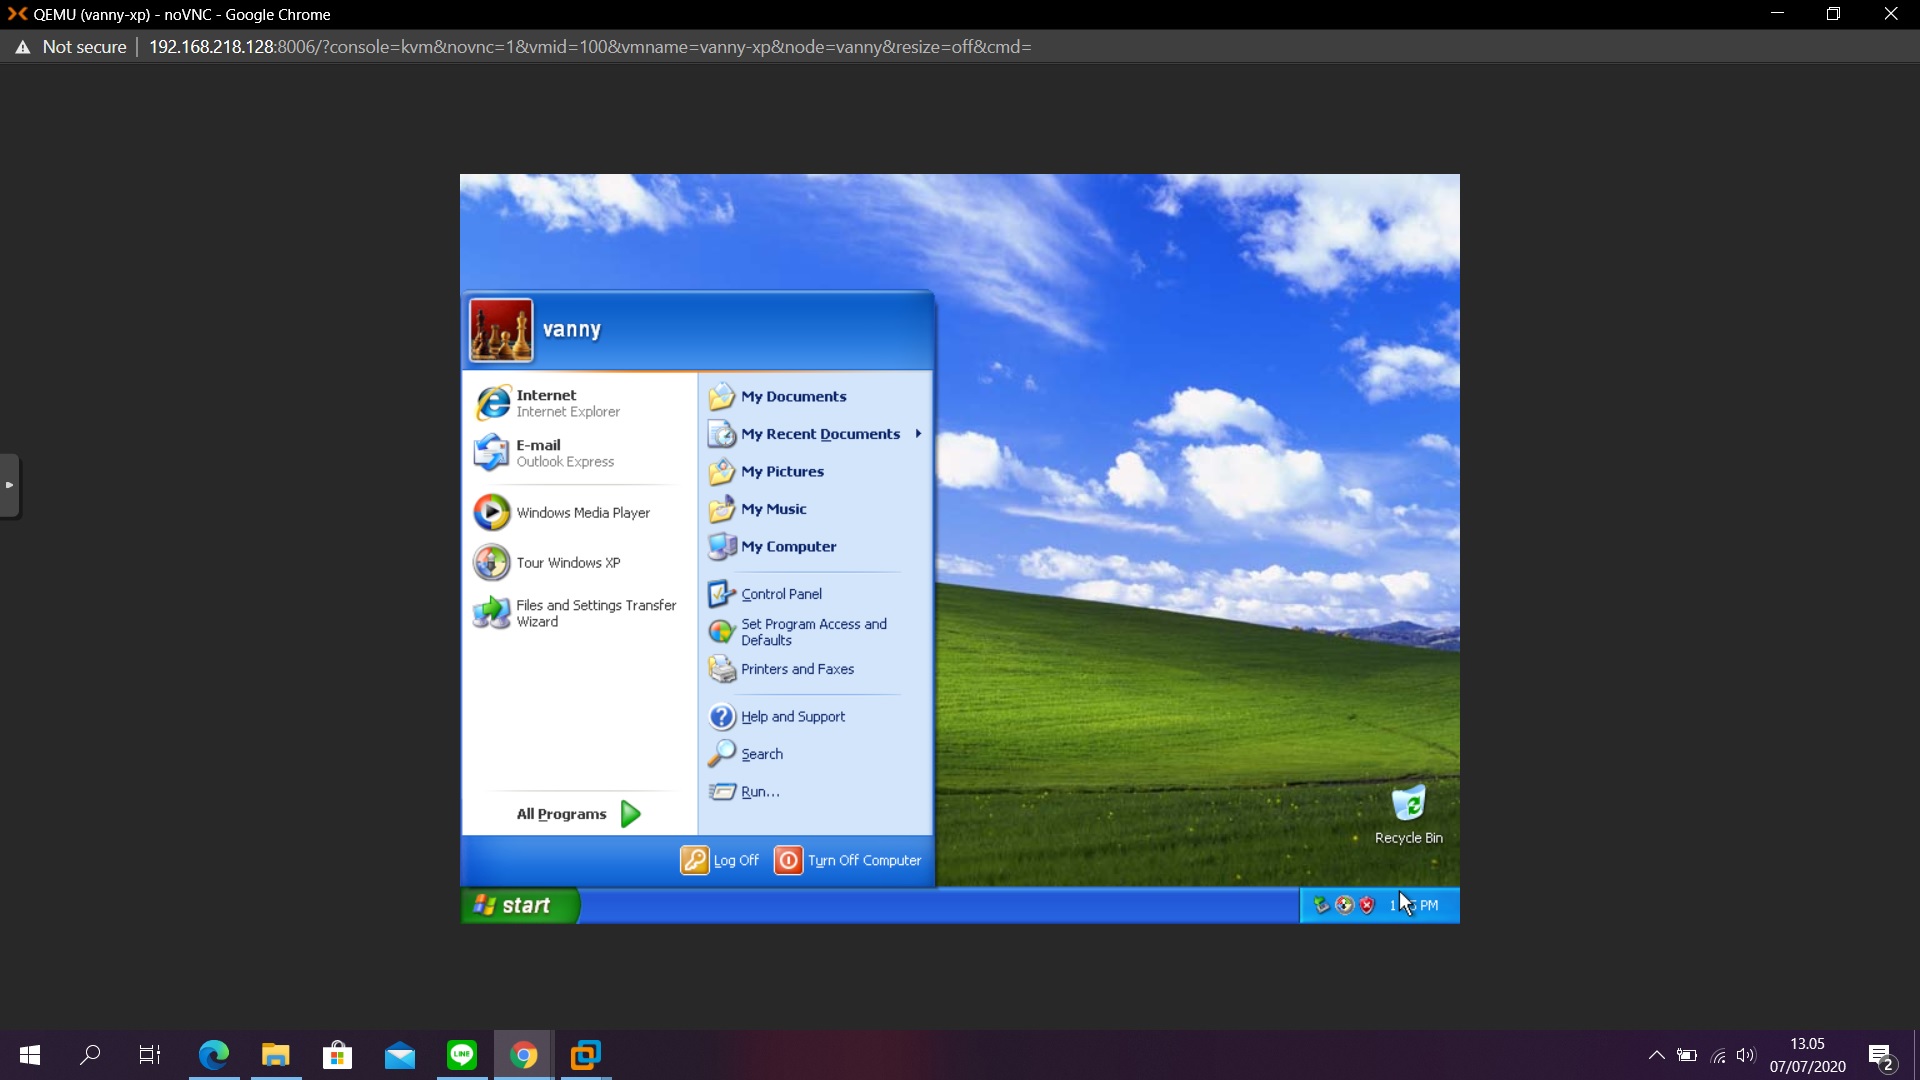 QEMU (vanny-xp) - noVNC - Google Chrome
Not secure | 192.168.218.128:8006/?console=kvm&novnc=1&vmid=100&vmname=vanny-xp&node=vanny&resize=off&cmd=
vanny
Internet
Internet Explorer
E-mail
Outlook Express
Windows Media Player
Tour Windows XP
Files and Settings Transfer
Wizard
All Programs
My Documents
My Recent Documents
My Pictures
My Music
My Computer
Control Panel
Set Program Access and
Defaults
Printers and Faxes
Help and Support
Search
Run...
Log Off
Turn Off Computer
Recycle Bin
start
PM
LINE
13.05
07/07/2020
2